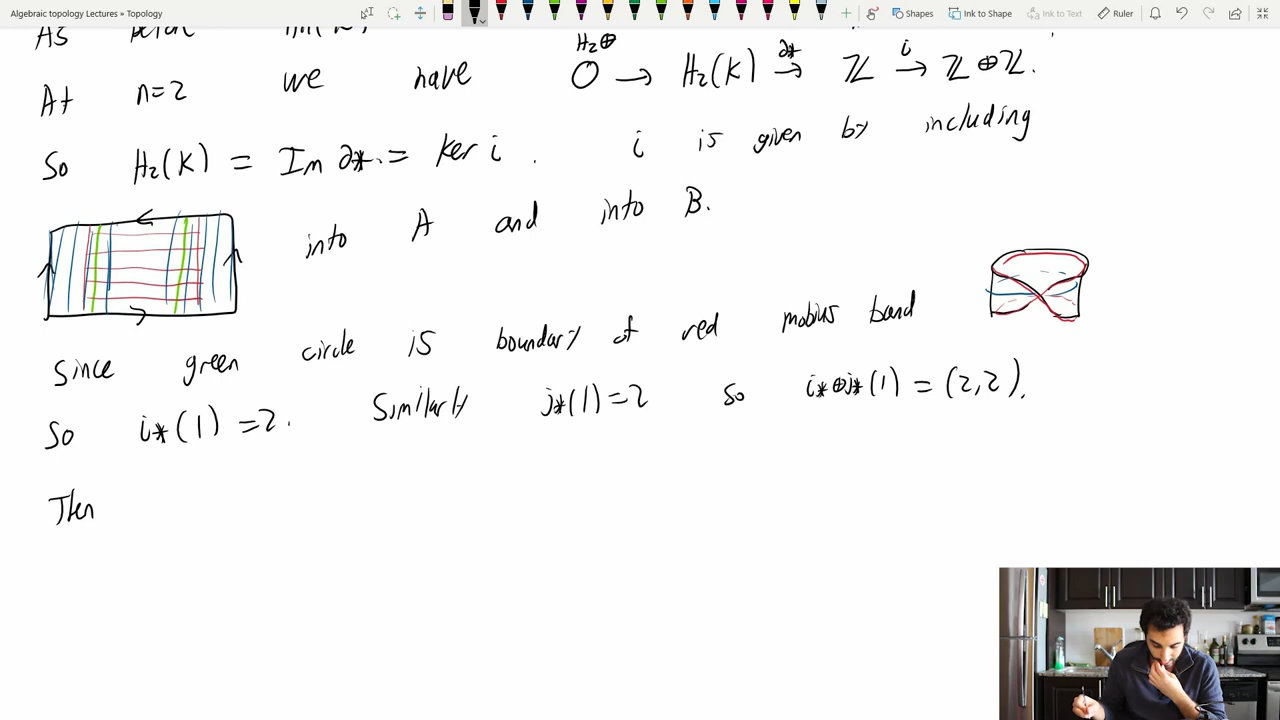 Algebraic topology Lectures » Topology
Shapes
Ink to Shape
Ink to Text
Ruler
As
At n=2 we have O → H₂(K) ∂* → ℤ i → ℤ⊕ℤ.
H₂⊕
So H₂(K) = Im ∂*. = Ker i . i is given by including
into A and into B.
Since green circle is boundary of red mobius band
So i*(1) = 2. Similarly j*(1)=2 so i*⊕j*(1) = (2,2).
Then